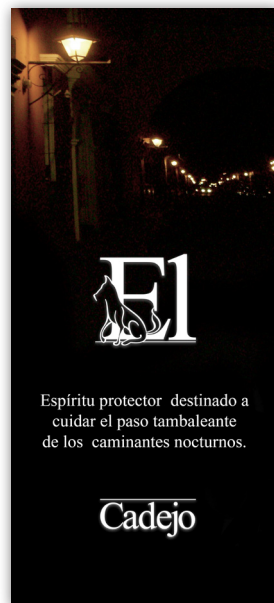 El
Espíritu protector destinado a
cuidar el paso tambaleante
de los caminantes nocturnos.
Cadejo